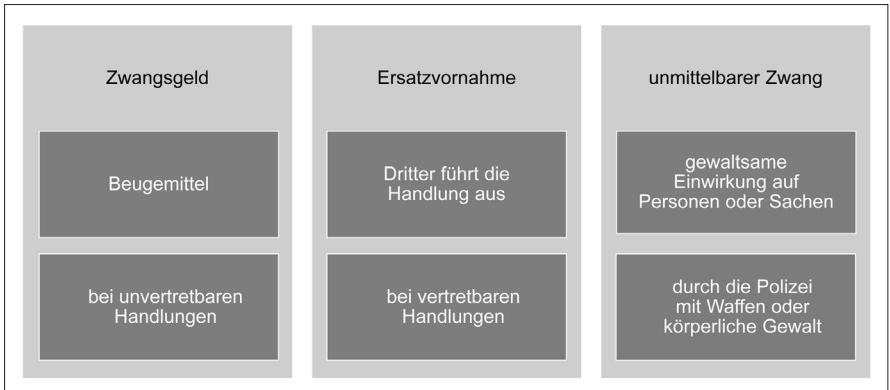 Zwangsgeld
Beugemittel
bei unvertretbaren
Handlungen
Ersatzvornahme
Dritter führt die
Handlung aus
bei vertretbaren
Handlungen
unmittelbarer Zwang
gewaltsame
Einwirkung auf
Personen oder Sachen
durch die Polizei
mit Waffen oder
körperliche Gewalt